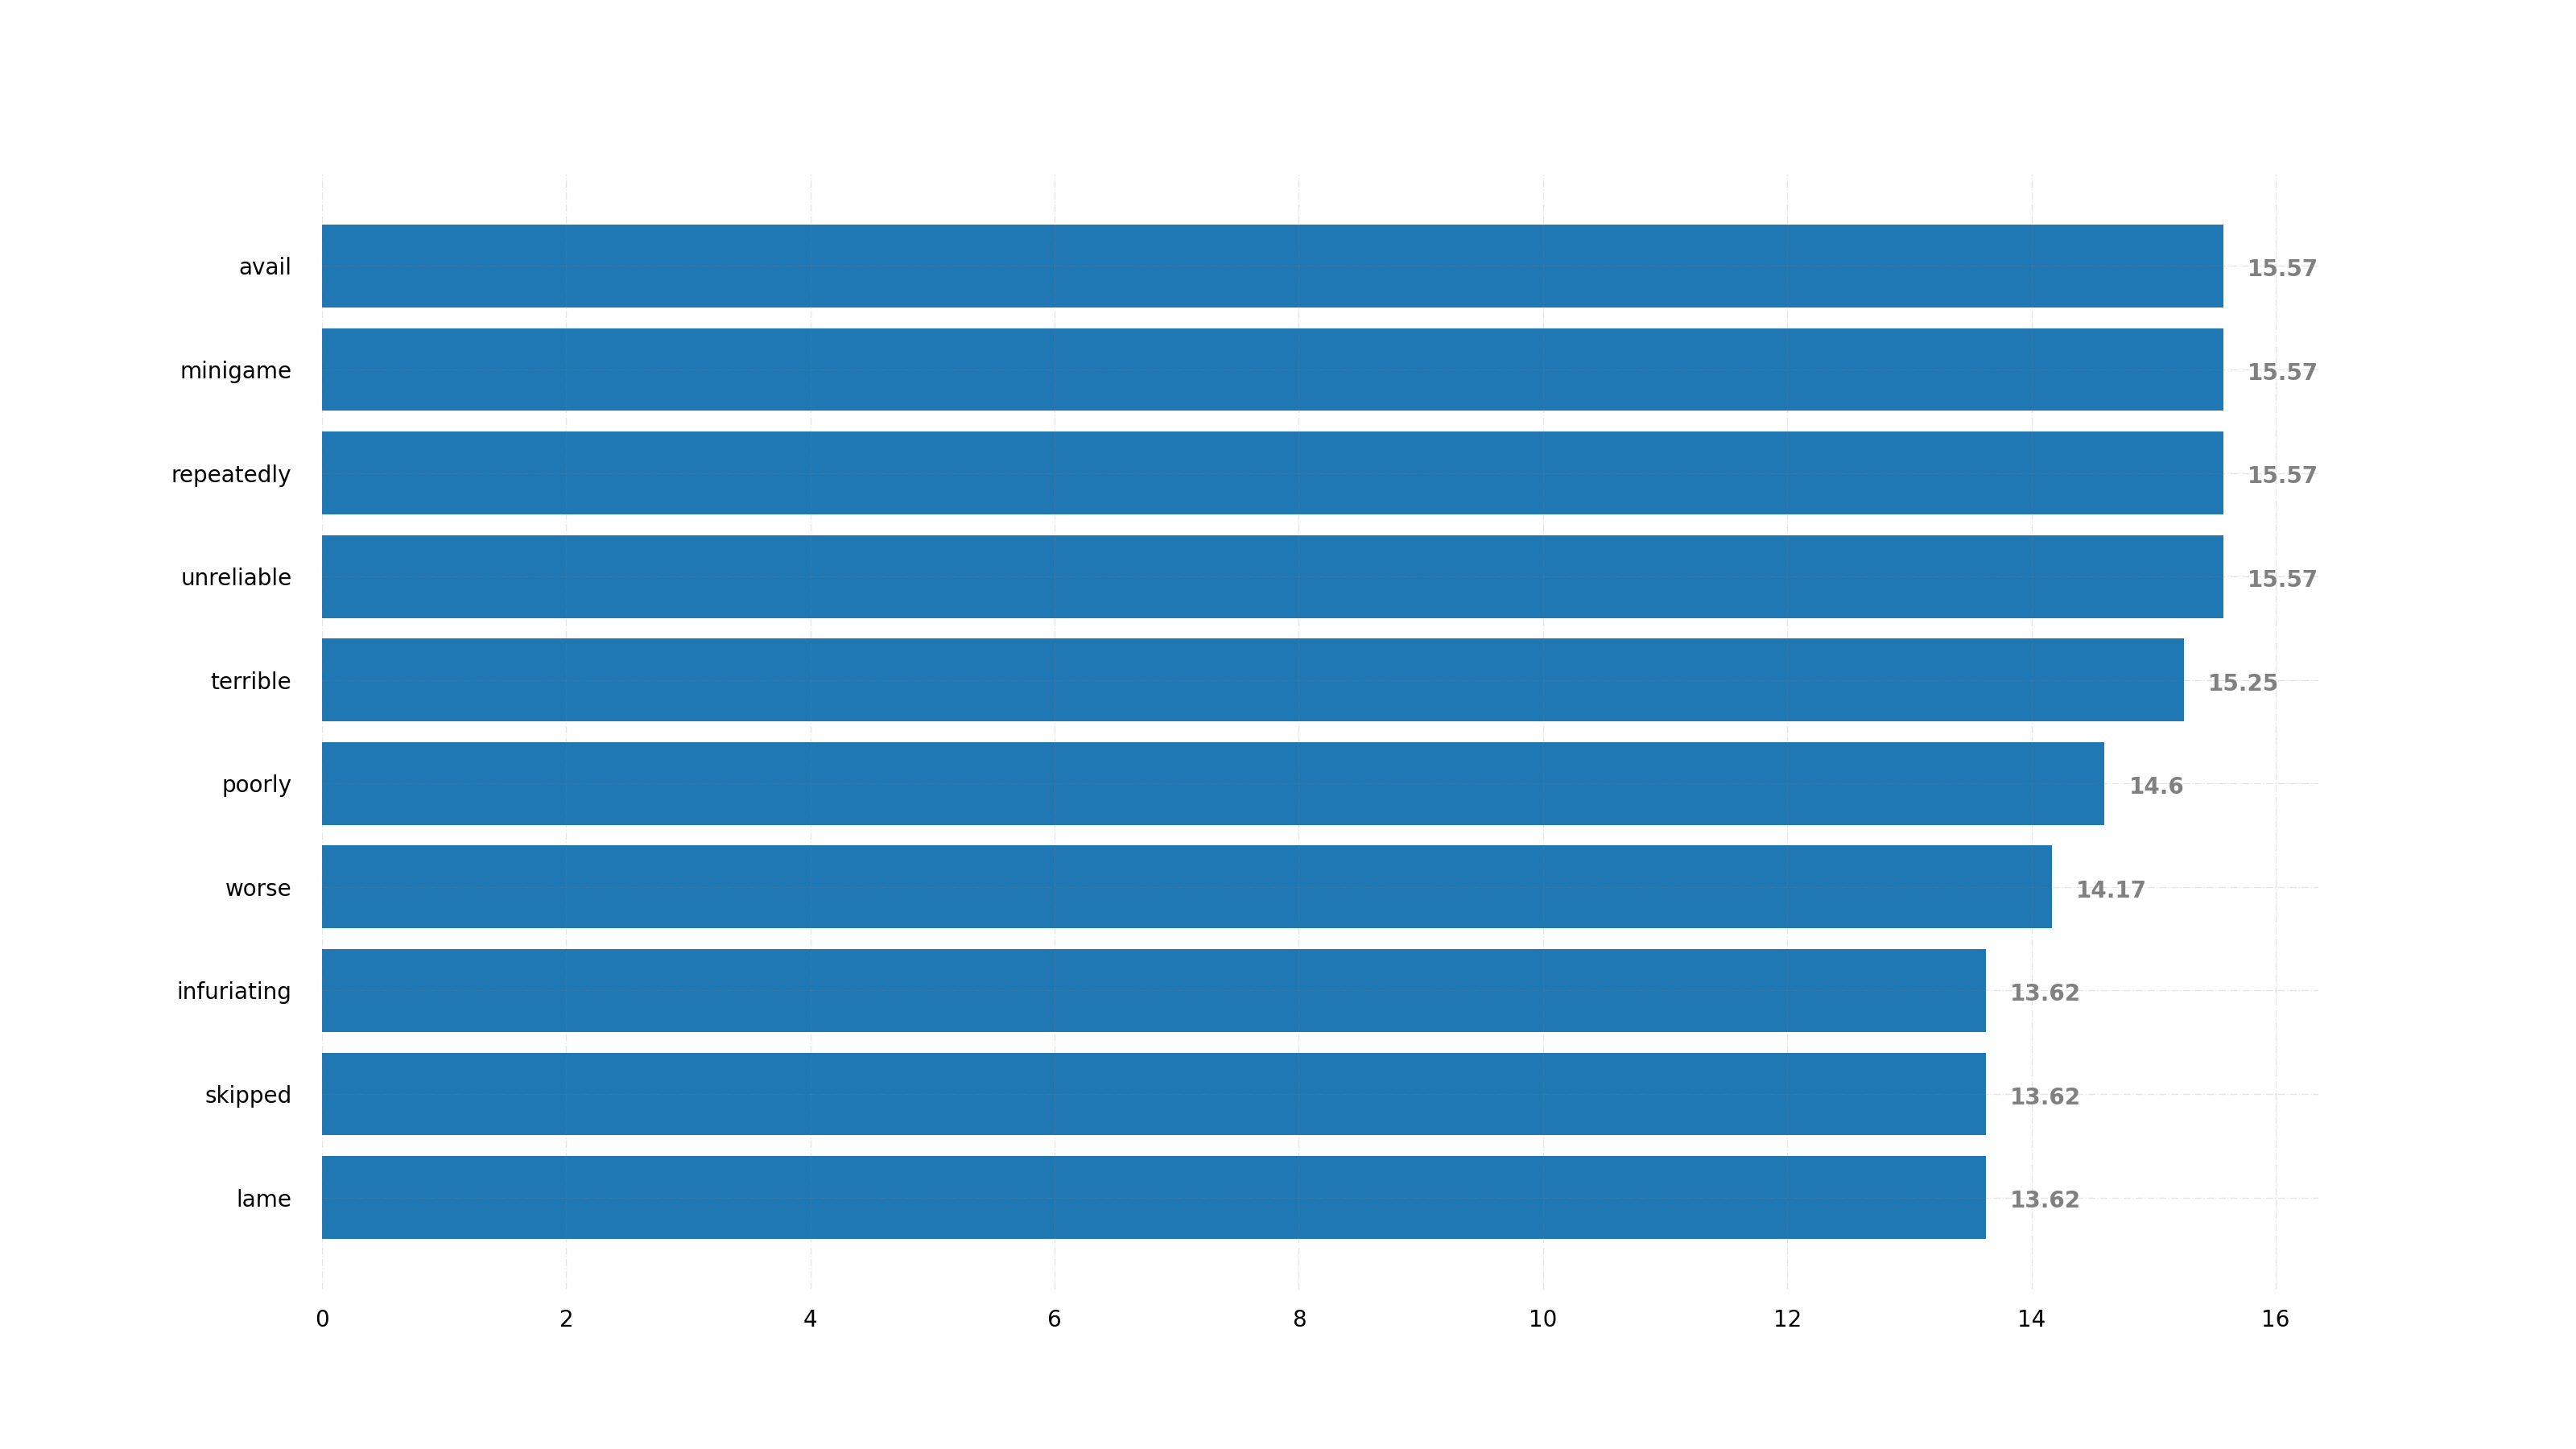 avail 15.57
minigame 15.57
repeatedly 15.57
unreliable 15.57
terrible 15.25
poorly 14.6
worse 14.17
infuriating 13.62
skipped 13.62
lame 13.62
0 2 4 6 8 10 12 14 16